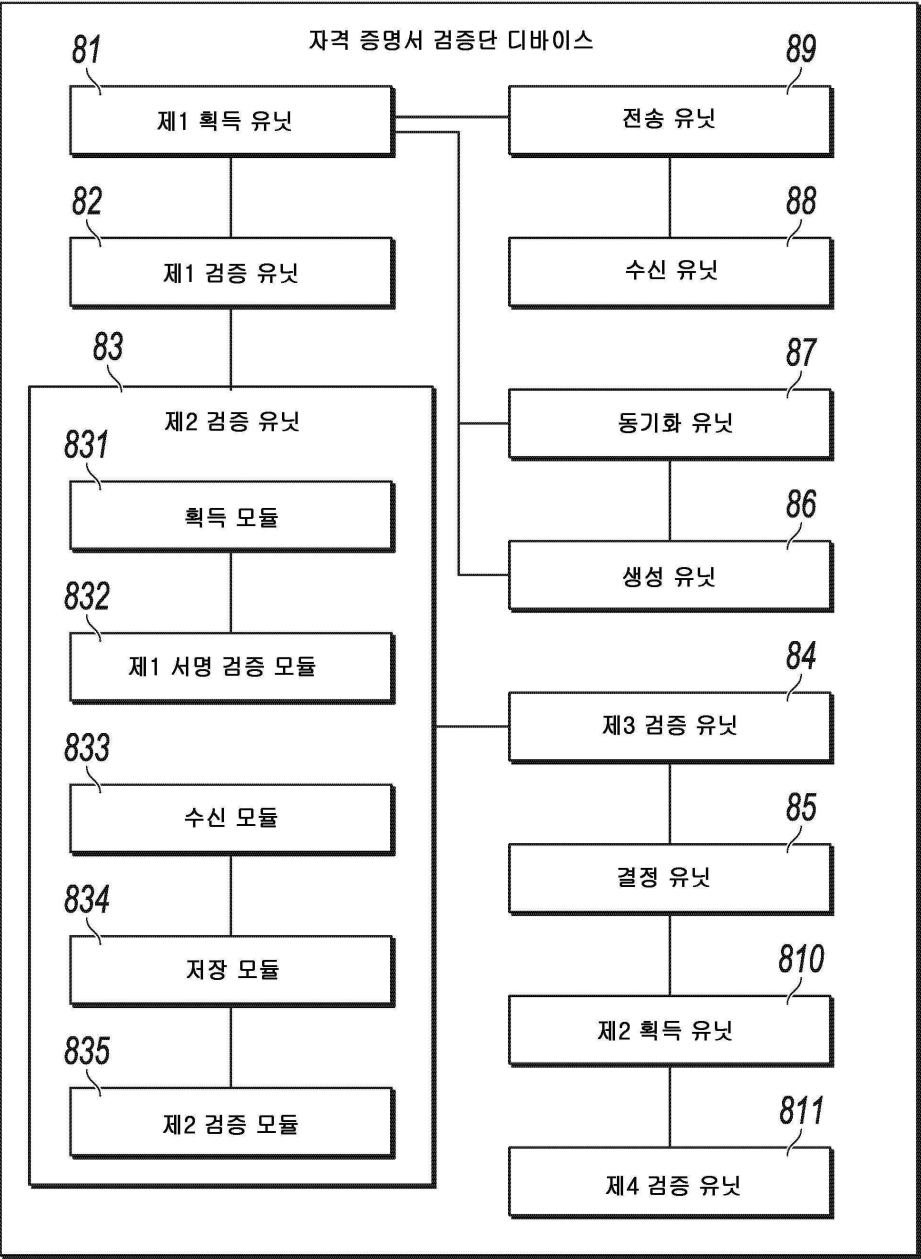 자격 증명서 검증단 디바이스
81
제1 획득 유닛
89
전송 유닛
82
제1 검증 유닛
88
수신 유닛
83
제2 검증 유닛
87
동기화 유닛
831
획득 모듈
86
생성 유닛
832
제1 서명 검증 모듈
84
제3 검증 유닛
833
수신 모듈
85
결정 유닛
834
저장 모듈
810
제2 획득 유닛
835
제2 검증 모듈
811
제4 검증 유닛